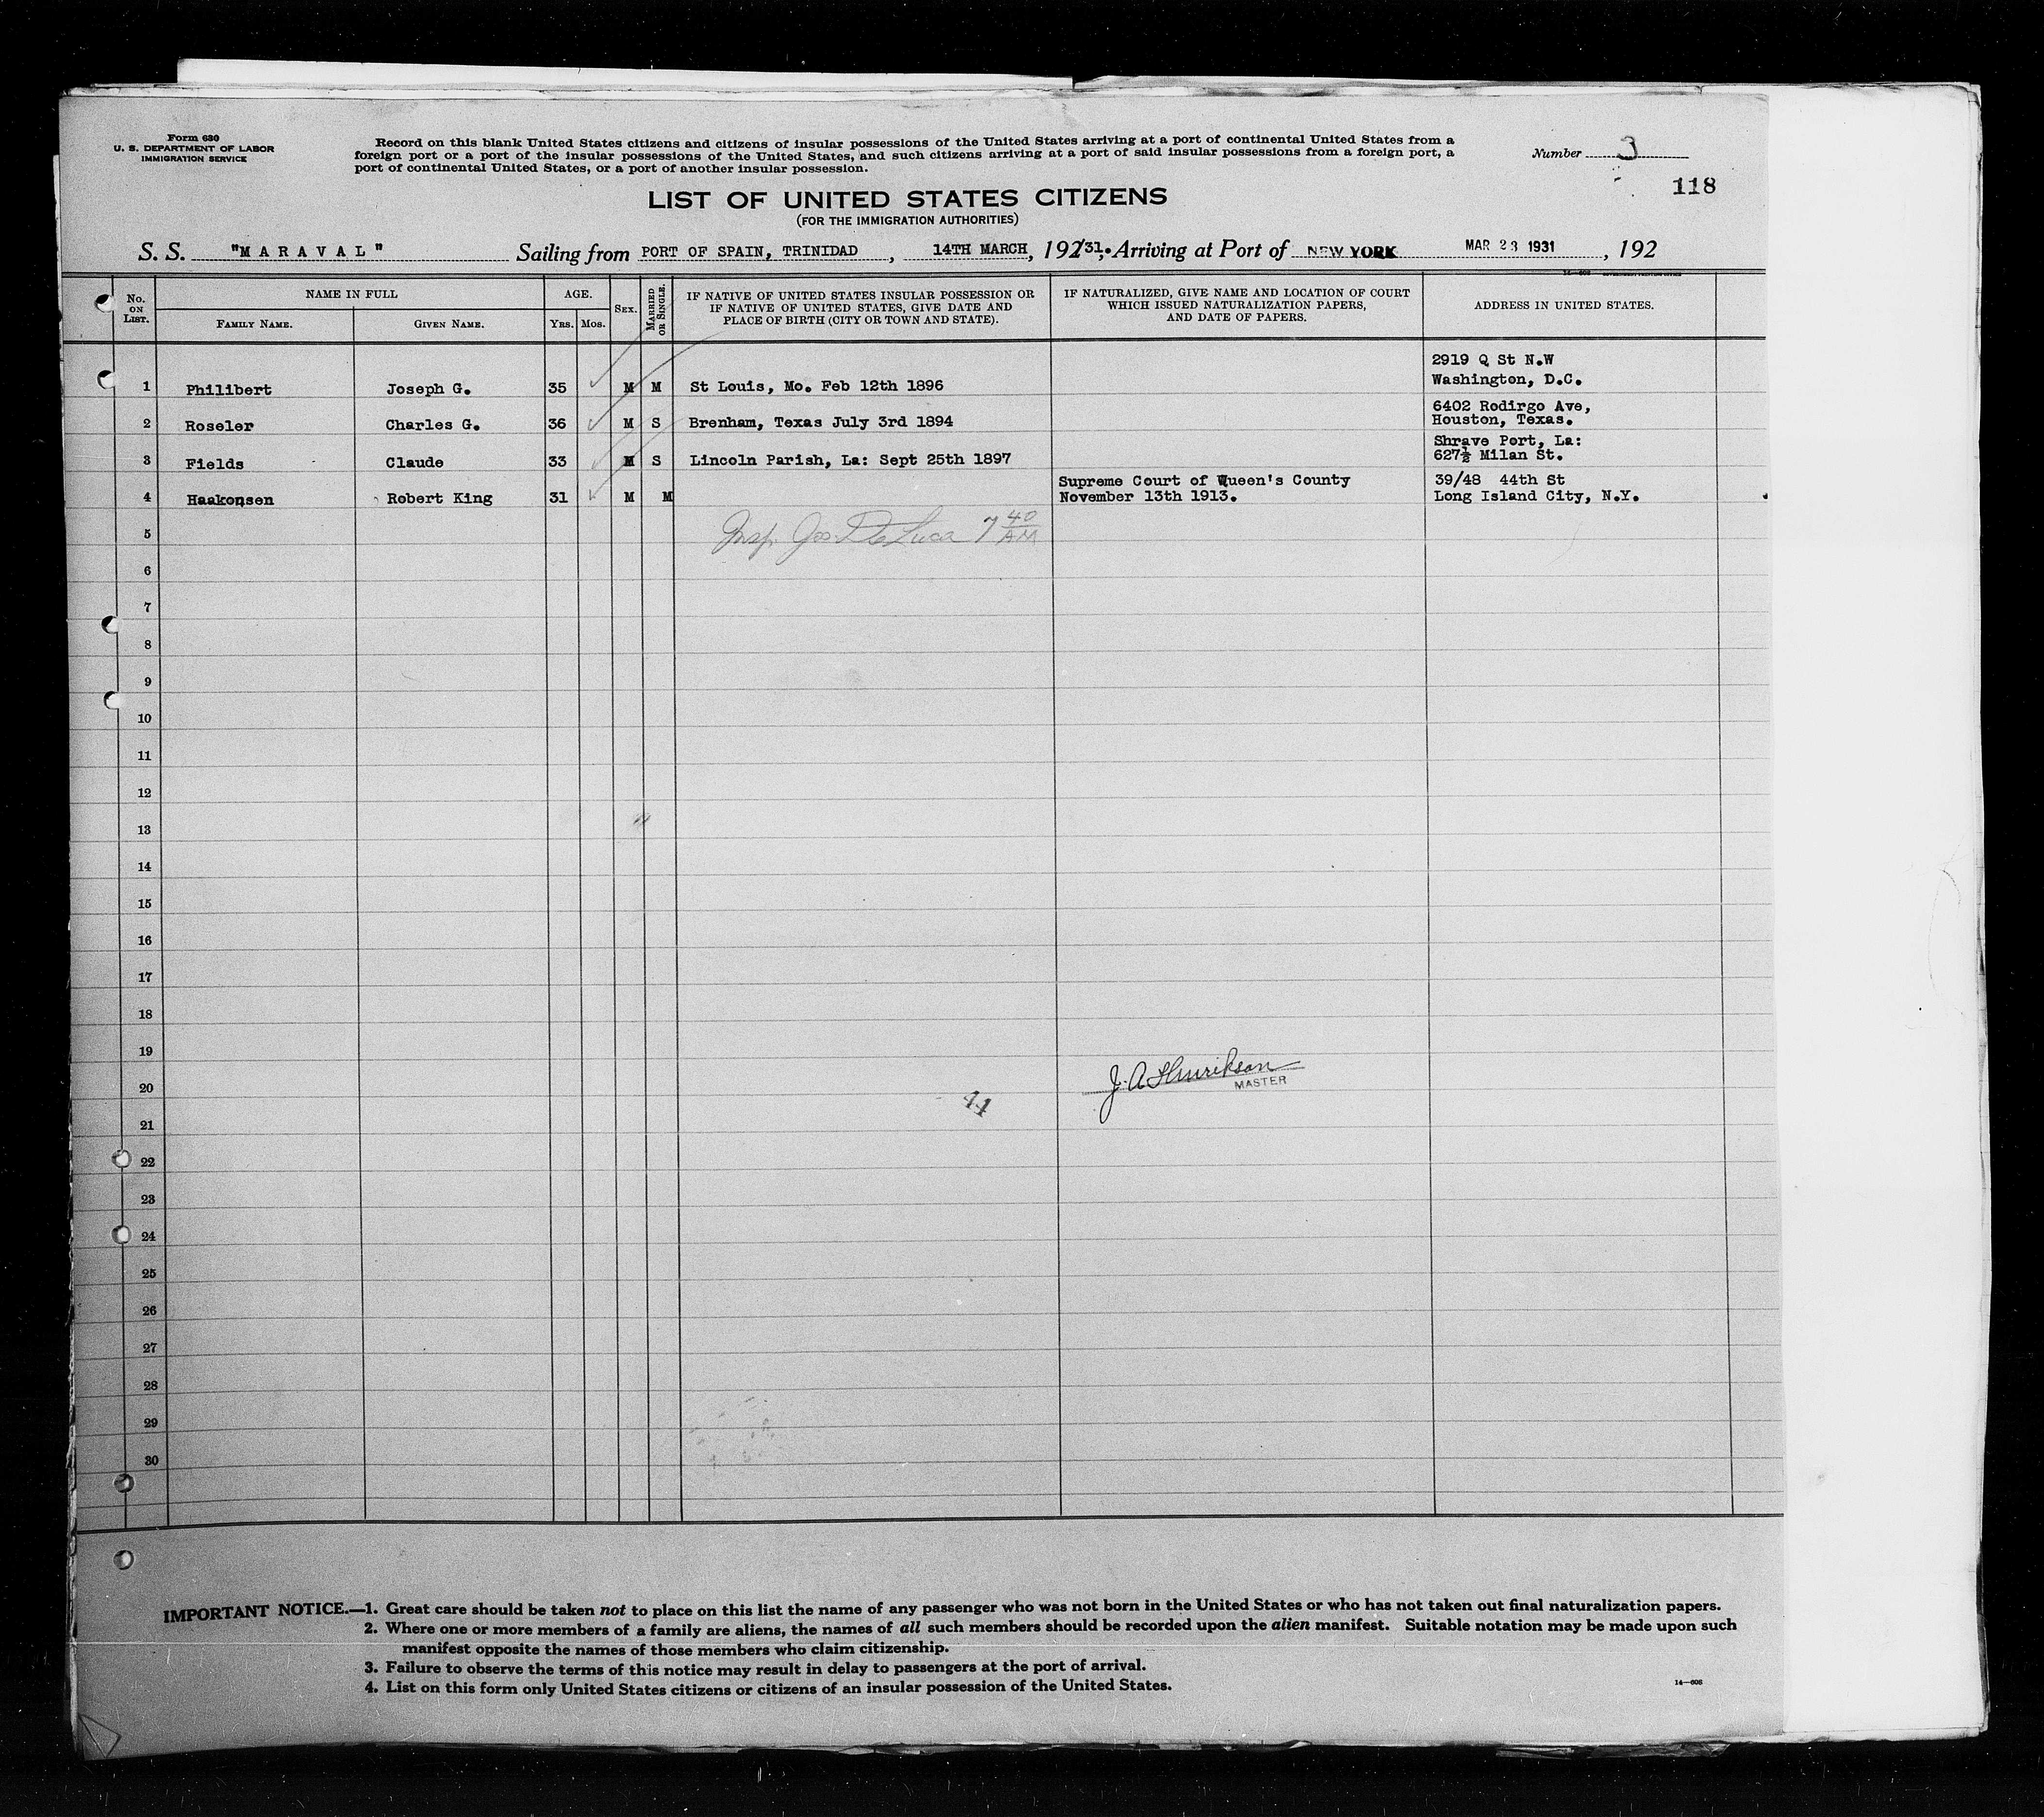 Form 630
U. S. DEPARTMENT OF LABOR
IMMIGRATION SERVICE
Record on this blank United States citizens and citizens of insular possessions of the United States arriving at a port of continental United States from a
foreign port or a port of the insular possessions of the United States, and such citizens arriving at a port of said insular possessions from a foreign port, a
port of continental United States, or a port of another insular possession.
Number 3
118
LIST OF UNITED STATES CITIZENS
(FOR THE IMMIGRATION AUTHORITIES)
S. S. "MARAVAL" Sailing from PORT OF SPAIN, TRINIDAD, 14TH MARCH, 192/31. Arriving at Port of NEW YORK MAR 23 1931, 192
No. ON LIST. NAME IN FULL AGE. SEX. MARRIED OR SINGLE. IF NATIVE OF UNITED STATES INSULAR POSSESSION OR IF NATIVE OF UNITED STATES, GIVE DATE AND PLACE OF BIRTH (CITY OR TOWN AND STATE). IF NATURALIZED, GIVE NAME AND LOCATION OF COURT WHICH ISSUED NATURALIZATION PAPERS, AND DATE OF PAPERS. ADDRESS IN UNITED STATES.
FAMILY NAME. GIVEN NAME. YRS. MOS.
2919 Q St N.W
1 Philibert Joseph G. 35 M M St Louis, Mo. Feb 12th 1896 Washington, D.C.
6402 Rodirgo Ave,
2 Roseler Charles G. 36 M S Brenham, Texas July 3rd 1894 Houston, Texas.
Shrave Port, La:
3 Fields Claude 33 M S Lincoln Parish, La: Sept 25th 1897 627½ Milan St.
Supreme Court of Queen's County 39/48 44th St
4 Haakonsen Robert King 31 M M November 13th 1913. Long Island City, N.Y.
5 Insp. Jos. De Luca 7 40 AM
6
7
8
9
10
11
12
13
14
15
16
17
18
19
J. A. Henrikson
20 MASTER
21
22
23
24
25
26
27
28
29
30
IMPORTANT NOTICE.—1. Great care should be taken not to place on this list the name of any passenger who was not born in the United States or who has not taken out final naturalization papers.
2. Where one or more members of a family are aliens, the names of all such members should be recorded upon the alien manifest. Suitable notation may be made upon such
manifest opposite the names of those members who claim citizenship.
3. Failure to observe the terms of this notice may result in delay to passengers at the port of arrival.
4. List on this form only United States citizens or citizens of an insular possession of the United States.
14—608